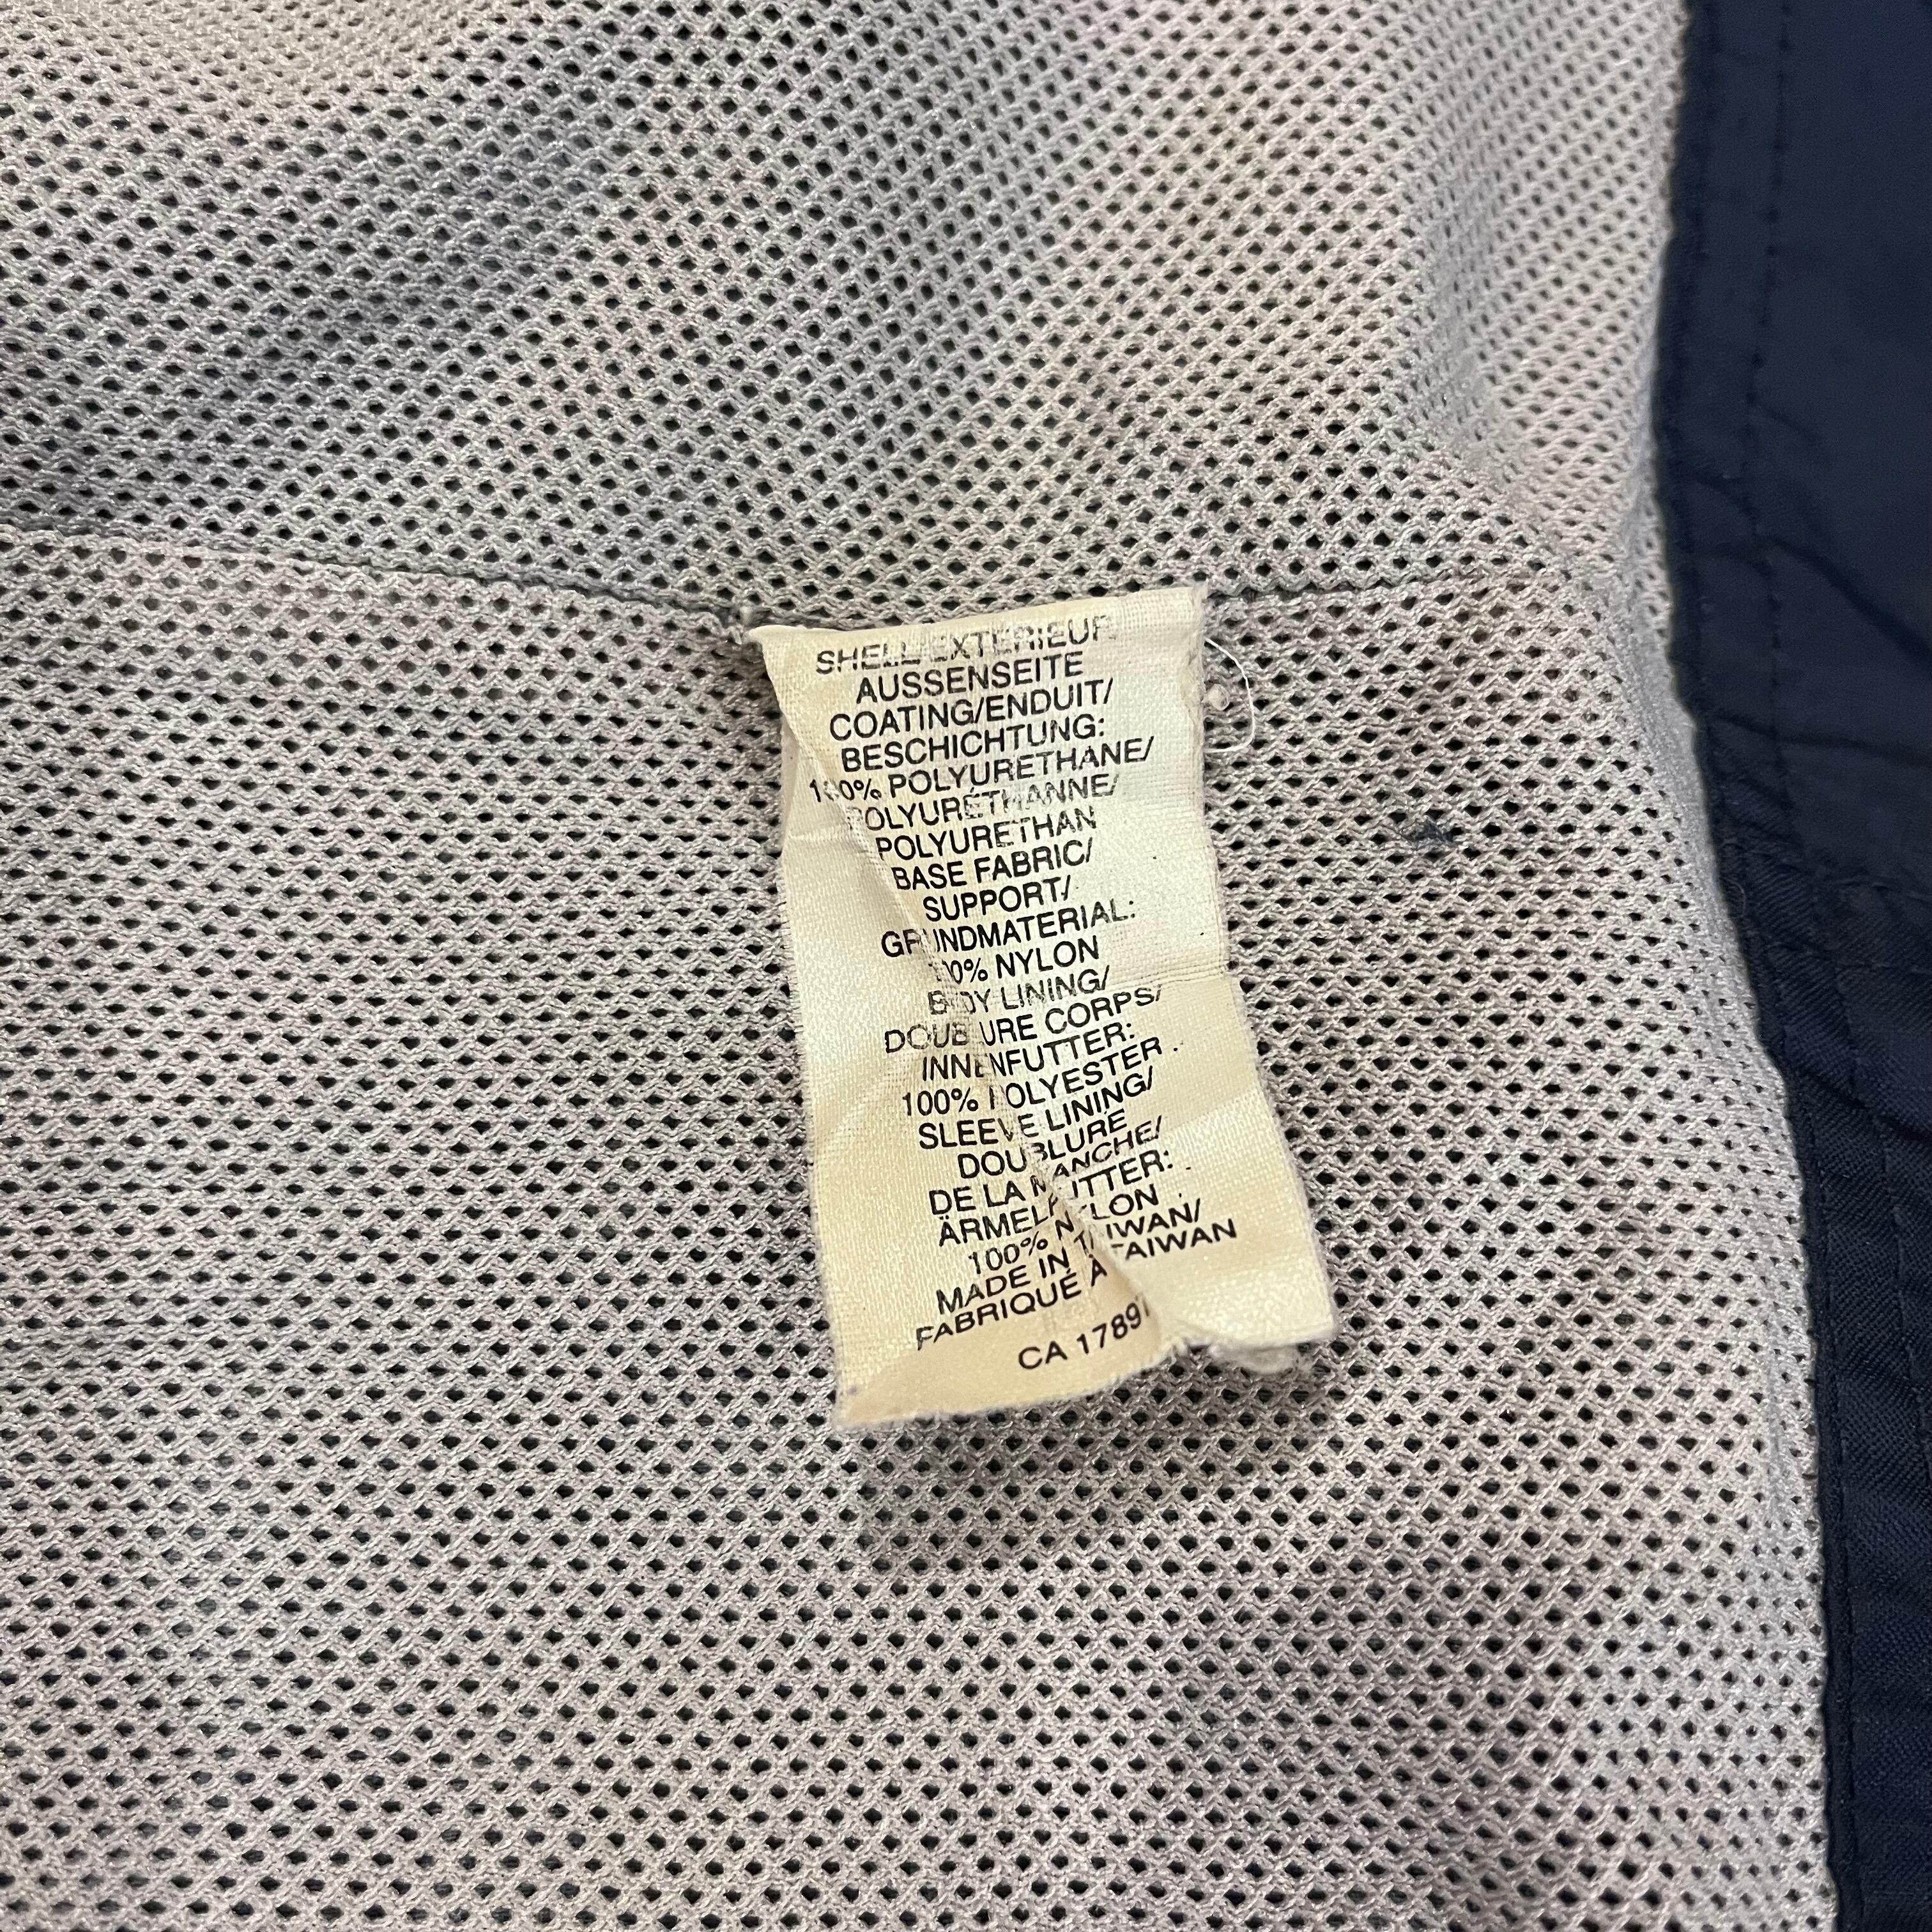 SHELL/EXTERIEUR
AUSSENSEITE
COATING/ENDUIT/
BESCHICHTUNG:
100% POLYURETHANE/
POLYURÉTHANNE/
POLYURETHAN
BASE FABRIC/
SUPPORT/
GRUNDMATERIAL:
100% NYLON
BODY LINING/
DOUBLURE CORPS/
INNENFUTTER:
100% POLYESTER
SLEEVE LINING/
DOUBLURE
DE LA MANCHE/
ÄRMELFUTTER:
100% NYLON
MADE IN TAIWAN/
FABRIQUÉ A TAIWAN
CA